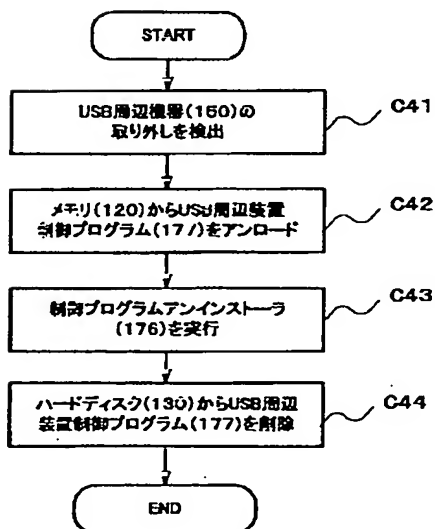 START
USB周辺機器(150)の
取り外しを検出
C41
メモリ(120)からUSB周辺装置
制御プログラム(177)をアンロード
C42
制御プログラムアンインストーラ
(176)を実行
C43
ハードディスク(130)からUSB周辺
装置制御プログラム(177)を削除
C44
END